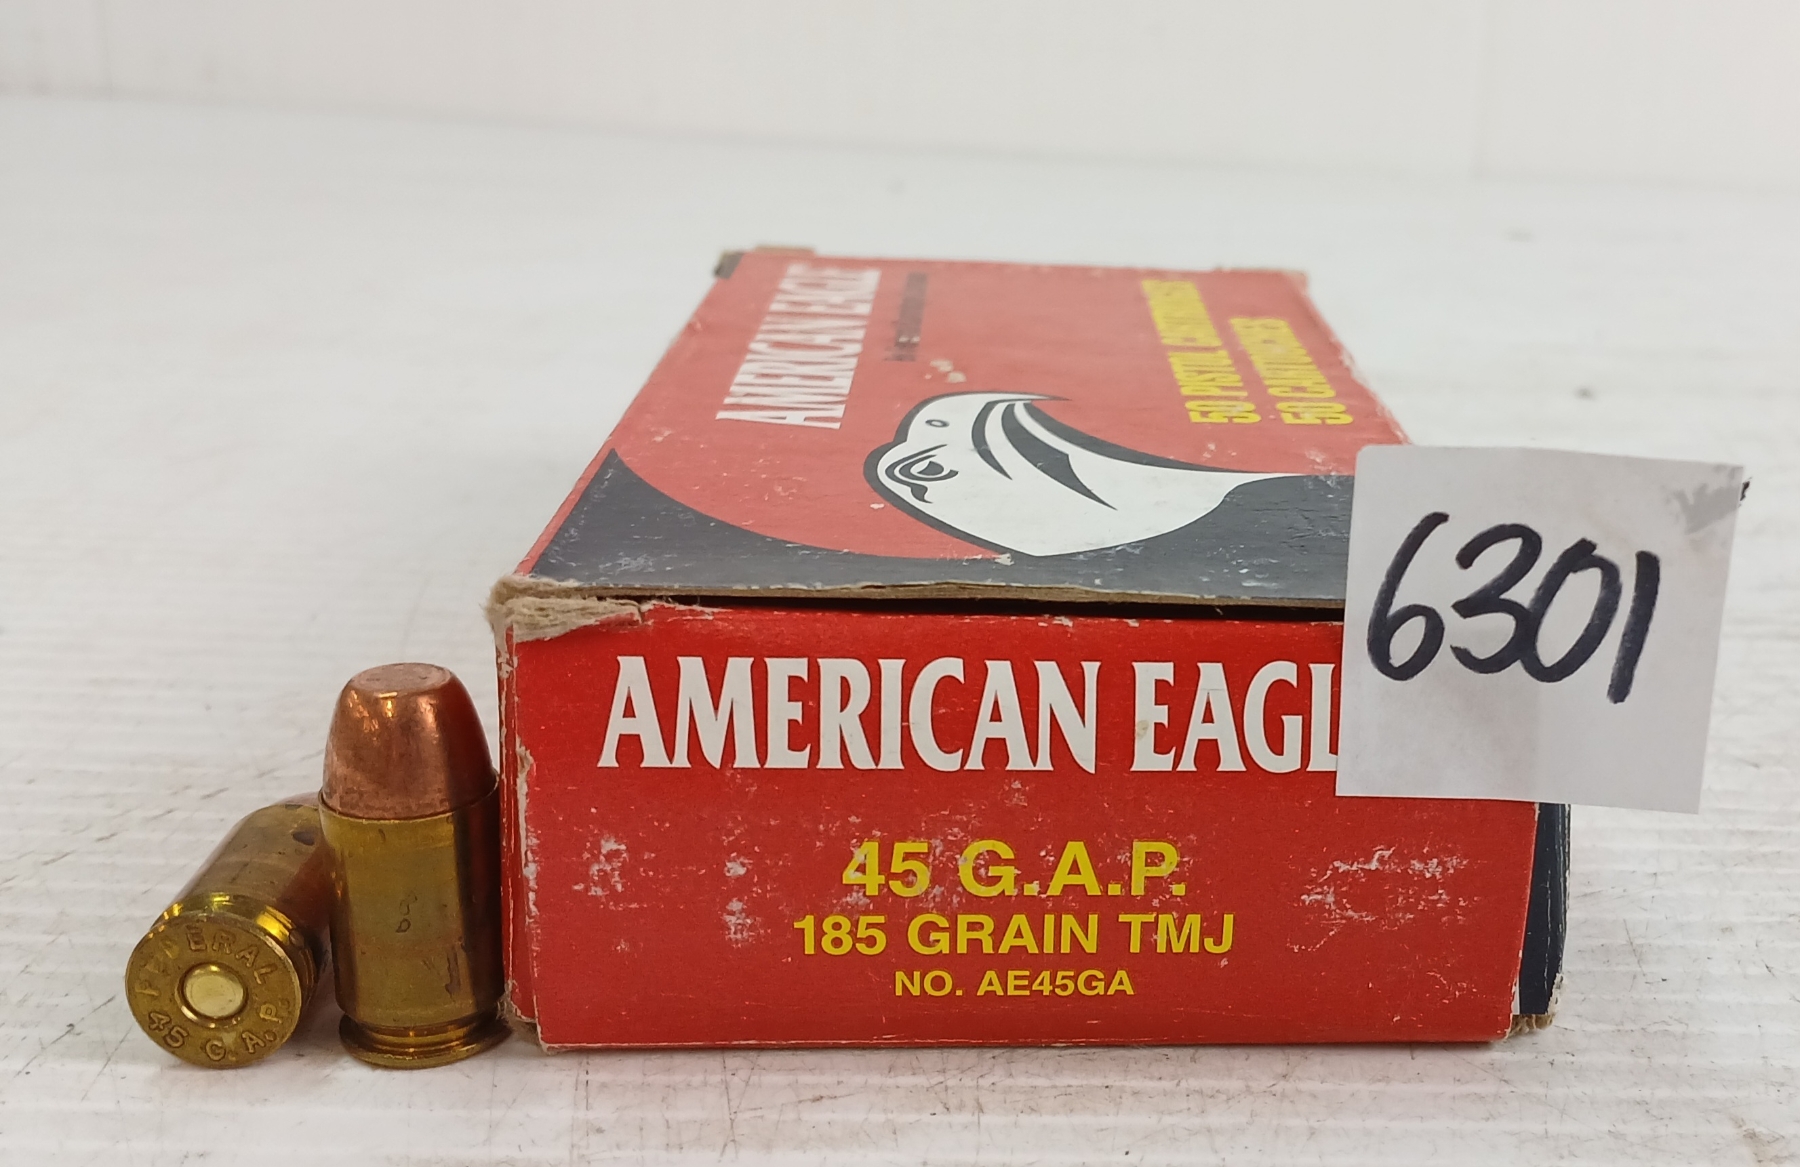 AMERICAN EAGLE
50 PISTOL CARTRIDGES
50 CARTOUCHES
6301
AMERICAN EAGL
45 G.A.P.
185 GRAIN TMJ
NO. AE45GA
FEDERAL
45 G.A.P.